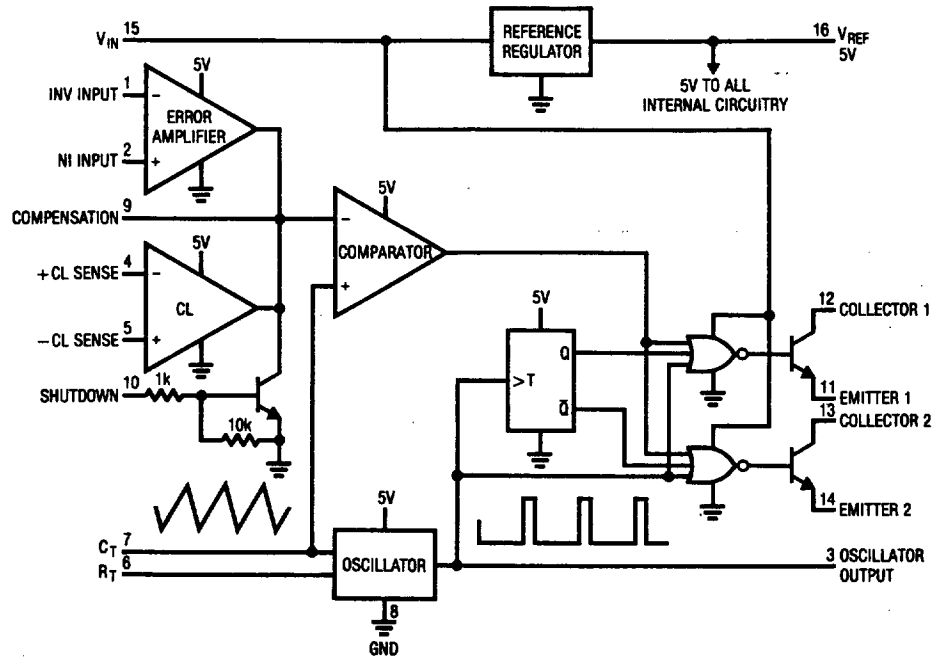 VIN 15
REFERENCE
REGULATOR
16 VREF
5V
5V TO ALL
INTERNAL CIRCUITRY
INV INPUT 1
5V
−
ERROR
AMPLIFIER
NI INPUT 2
+
COMPENSATION 9
5V
−
COMPARATOR
+
+CL SENSE 4
5V
−
CL
−CL SENSE 5
+
SHUTDOWN 10
1k
10k
5V
Q
>T
Q̅
12 COLLECTOR 1
11 EMITTER 1
13 COLLECTOR 2
14 EMITTER 2
5V
CT 7
RT 6
OSCILLATOR
3 OSCILLATOR
OUTPUT
8
GND